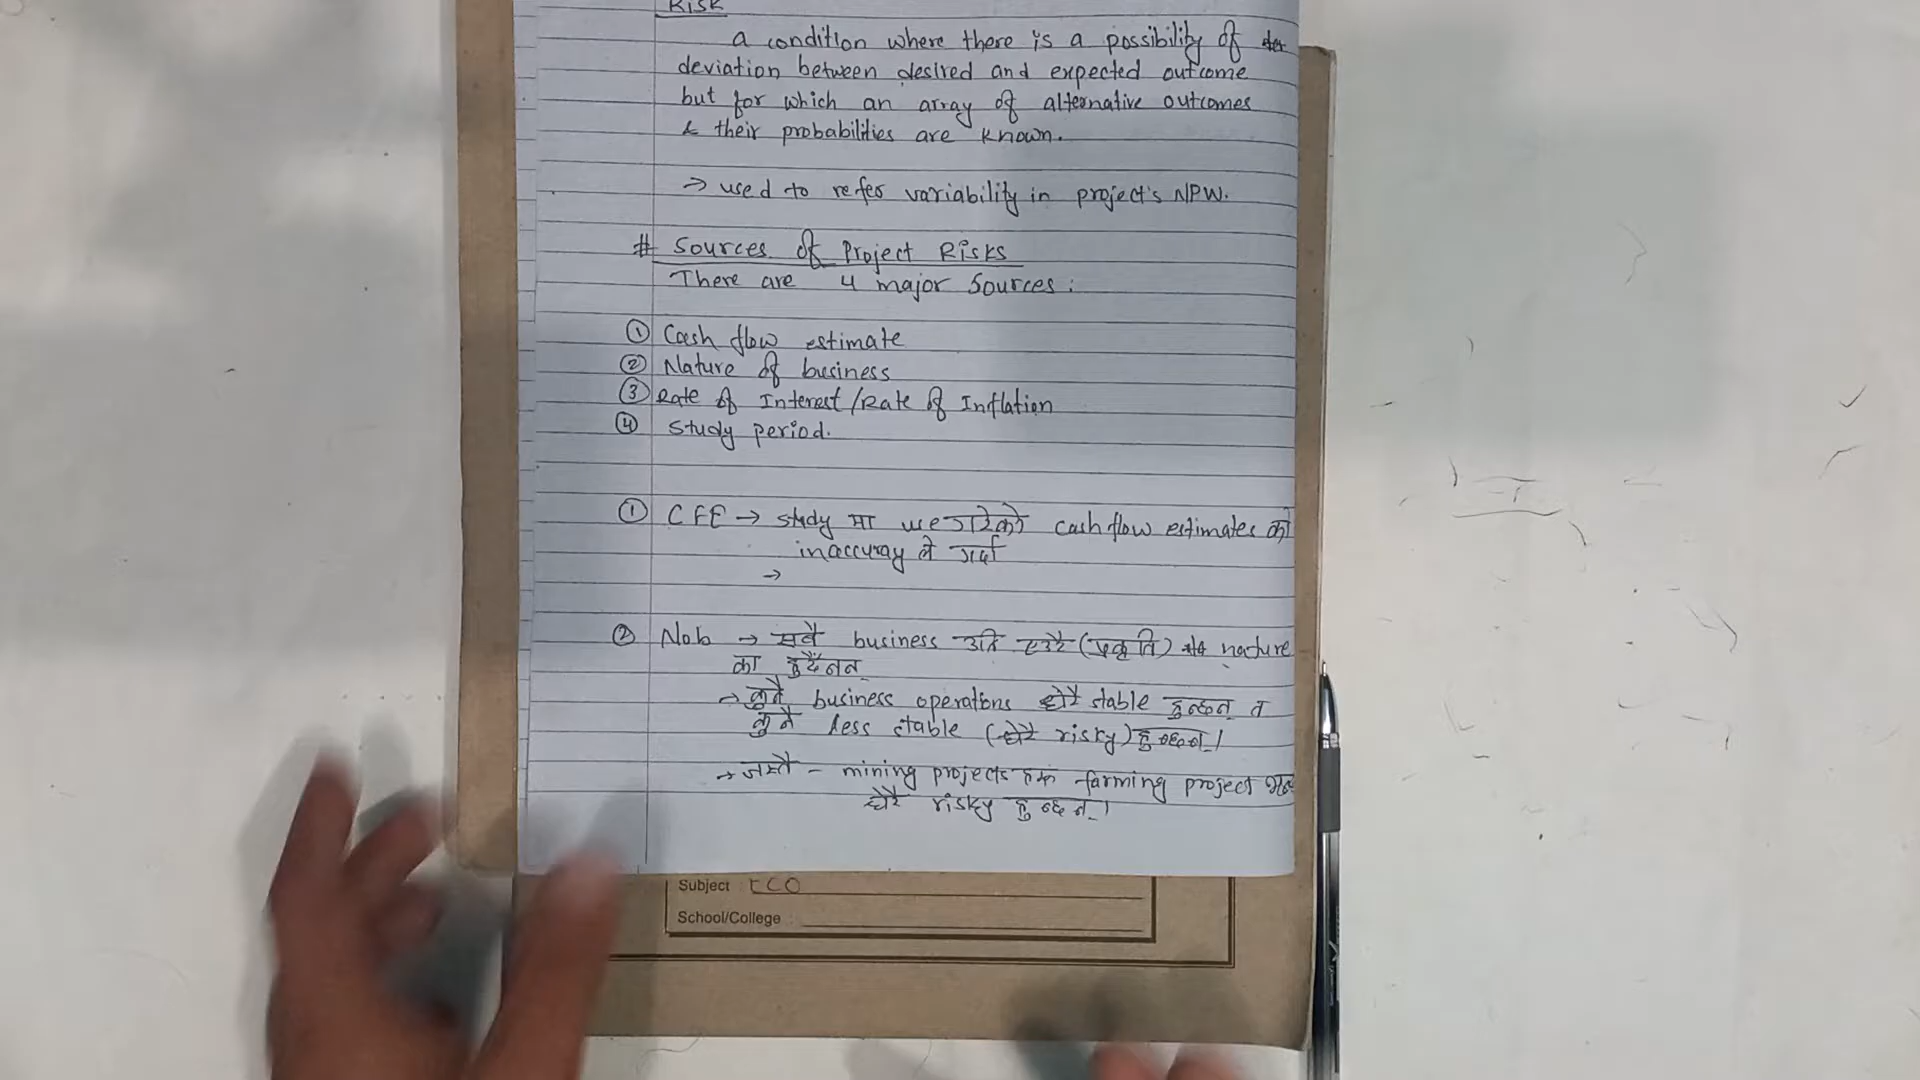 Risk
a condition where there is a possibility of
deviation between desired and expected outcome
but for which an array of alternative outcomes
& their probabilities are known.
→ used to refer variability in project's NPW.
# Sources of Project Risks
There are 4 major Sources:
① Cash flow estimate
② Nature of business
③ Rate of Interest/Rate of Inflation
④ Study period.
① CFE → study मा use गरेको cash flow estimates को
inaccuray ले गर्दा
→
② Nob → सबै business उति एउटै (प्रकृति) nature
का हुदैनन्
→ कुनै business operations धेरै stable हुन्छन् त
कुनै less stable (धेरै risky) हुन्छन्।
→ जस्तै - mining projects हरू farming project भन्दा
धेरै risky हुन्छन्।
Subject : ECO
School/College :